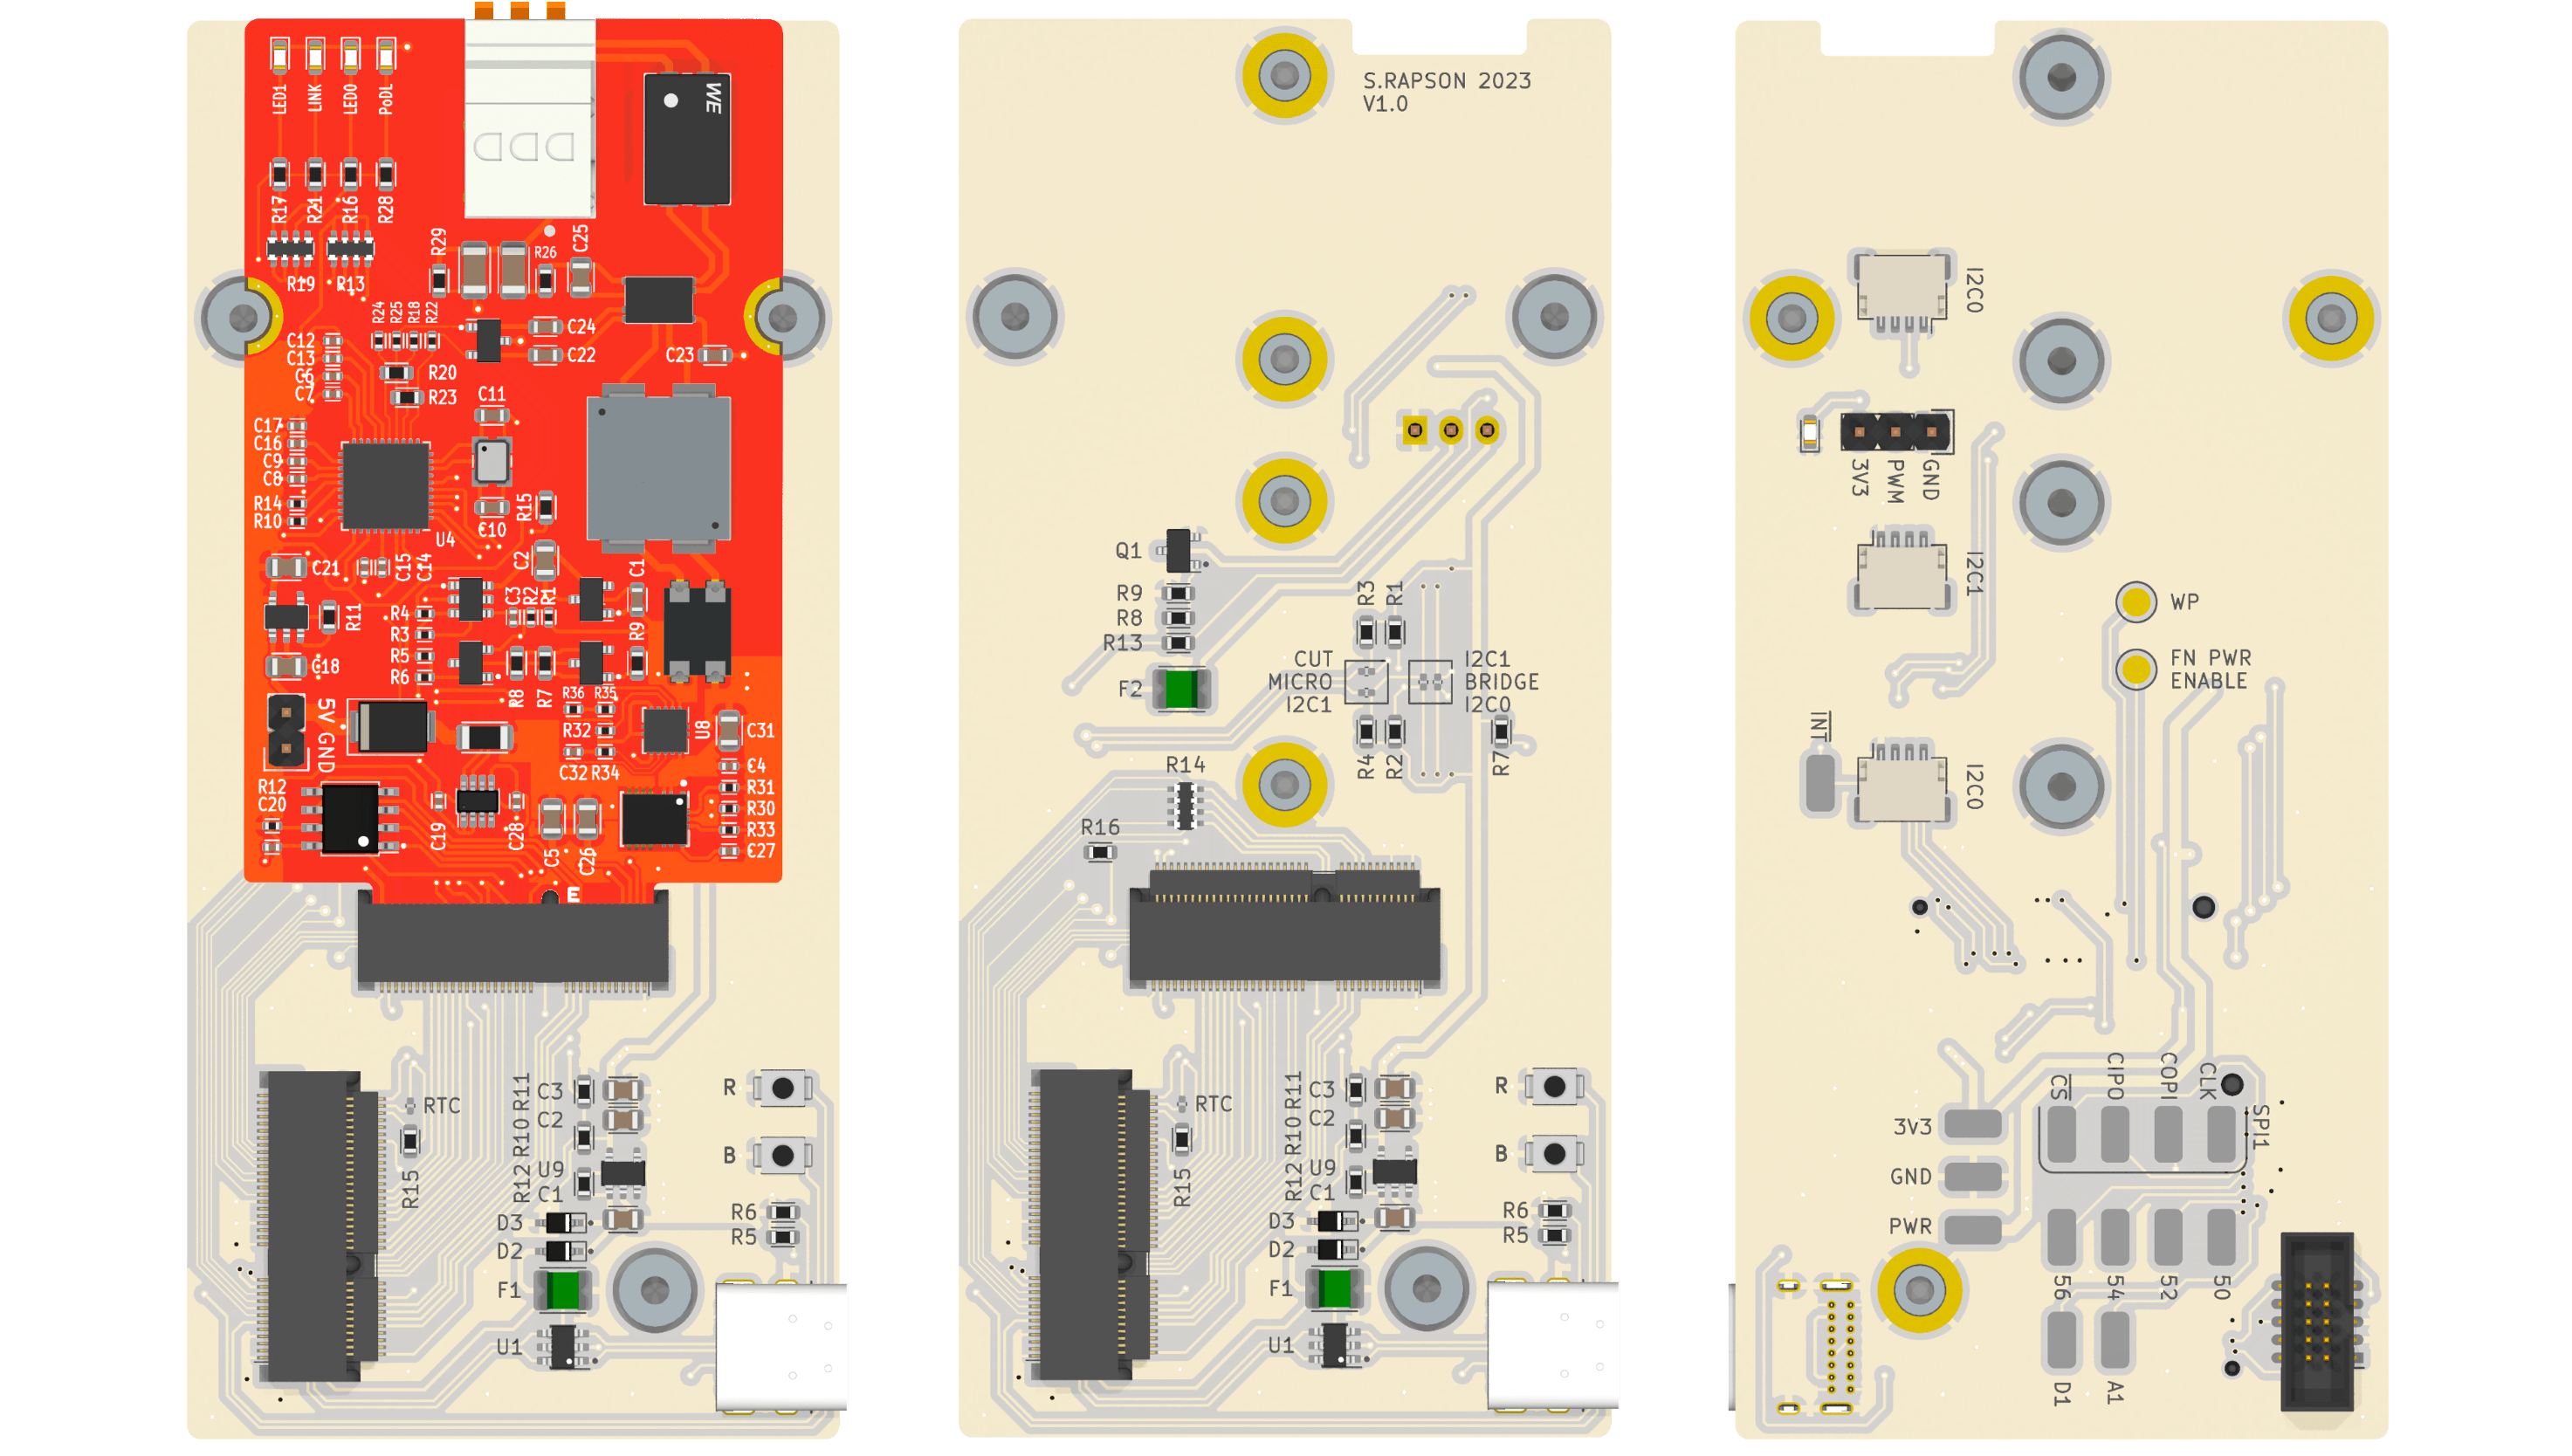 LED1
LINK
LED0
PoDL
WE
R17
R21
R16
R28
R29
R26
C25
R19
R13
R24
R25
R18
R22
C24
C22
C23
C12
C13
C6
C7
R20
R23
C11
C17
C16
C9
C8
R14
R10
U4
C10
R15
C21
C15
C14
C2
C1
R11
R4
R3
R5
R6
C3
R2
R1
R9
C18
R8
R7
R36
R35
R32
U8
C31
5V
GND
C32
R34
C4
R31
R30
R33
C27
R12
C20
C19
C28
C5
C26
E
RTC
R15
R11
C3
C2
R10
R12
U9
C1
D3
D2
F1
U1
R
B
R6
R5
S.RAPSON 2023
V1.0
Q1
R9
R8
R13
F2
R3
R1
CUT
MICRO
I2C1
I2C1
BRIDGE
I2C0
R4
R2
R7
R14
R16
RTC
R15
R11
C3
C2
R10
R12
U9
C1
D3
D2
F1
U1
R
B
R6
R5
I2C0
3V3
PWM
GND
I2C1
WP
FN PWR
ENABLE
INT
I2C0
CS
CIPO
COPI
CLK
SPI1
3V3
GND
PWR
56
54
52
50
D1
A1